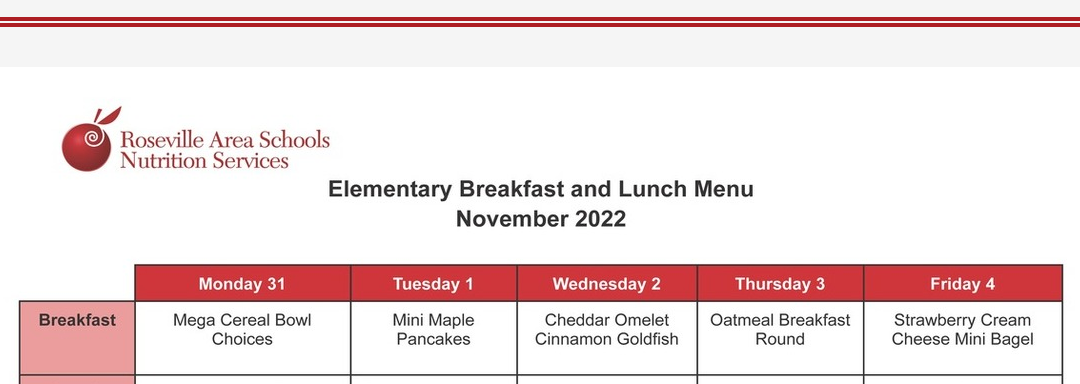 Roseville Area Schools
Nutrition Services
Elementary Breakfast and Lunch Menu
November 2022
Monday 31 Tuesday 1 Wednesday 2 Thursday 3 Friday 4
Breakfast Mega Cereal Bowl Mini Maple Cheddar Omelet Oatmeal Breakfast Strawberry Cream
Choices Pancakes Cinnamon Goldfish Round Cheese Mini Bagel